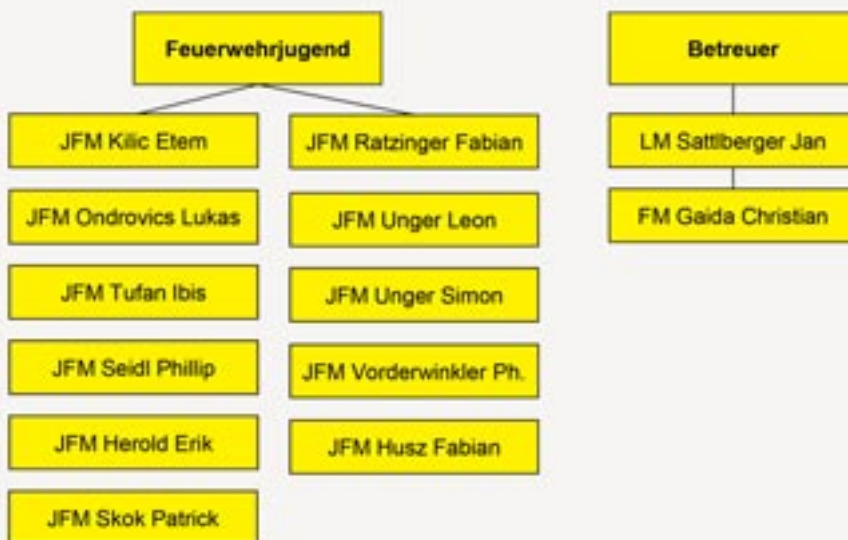 Feuerwehrjugend
JFM Kilic Etem
JFM Ondrovics Lukas
JFM Tufan Ibis
JFM Seidl Phillip
JFM Herold Erik
JFM Skok Patrick
JFM Ratzinger Fabian
JFM Unger Leon
JFM Unger Simon
JFM Vorderwinkler Ph.
JFM Husz Fabian
Betreuer
LM Sattlberger Jan
FM Gaida Christian